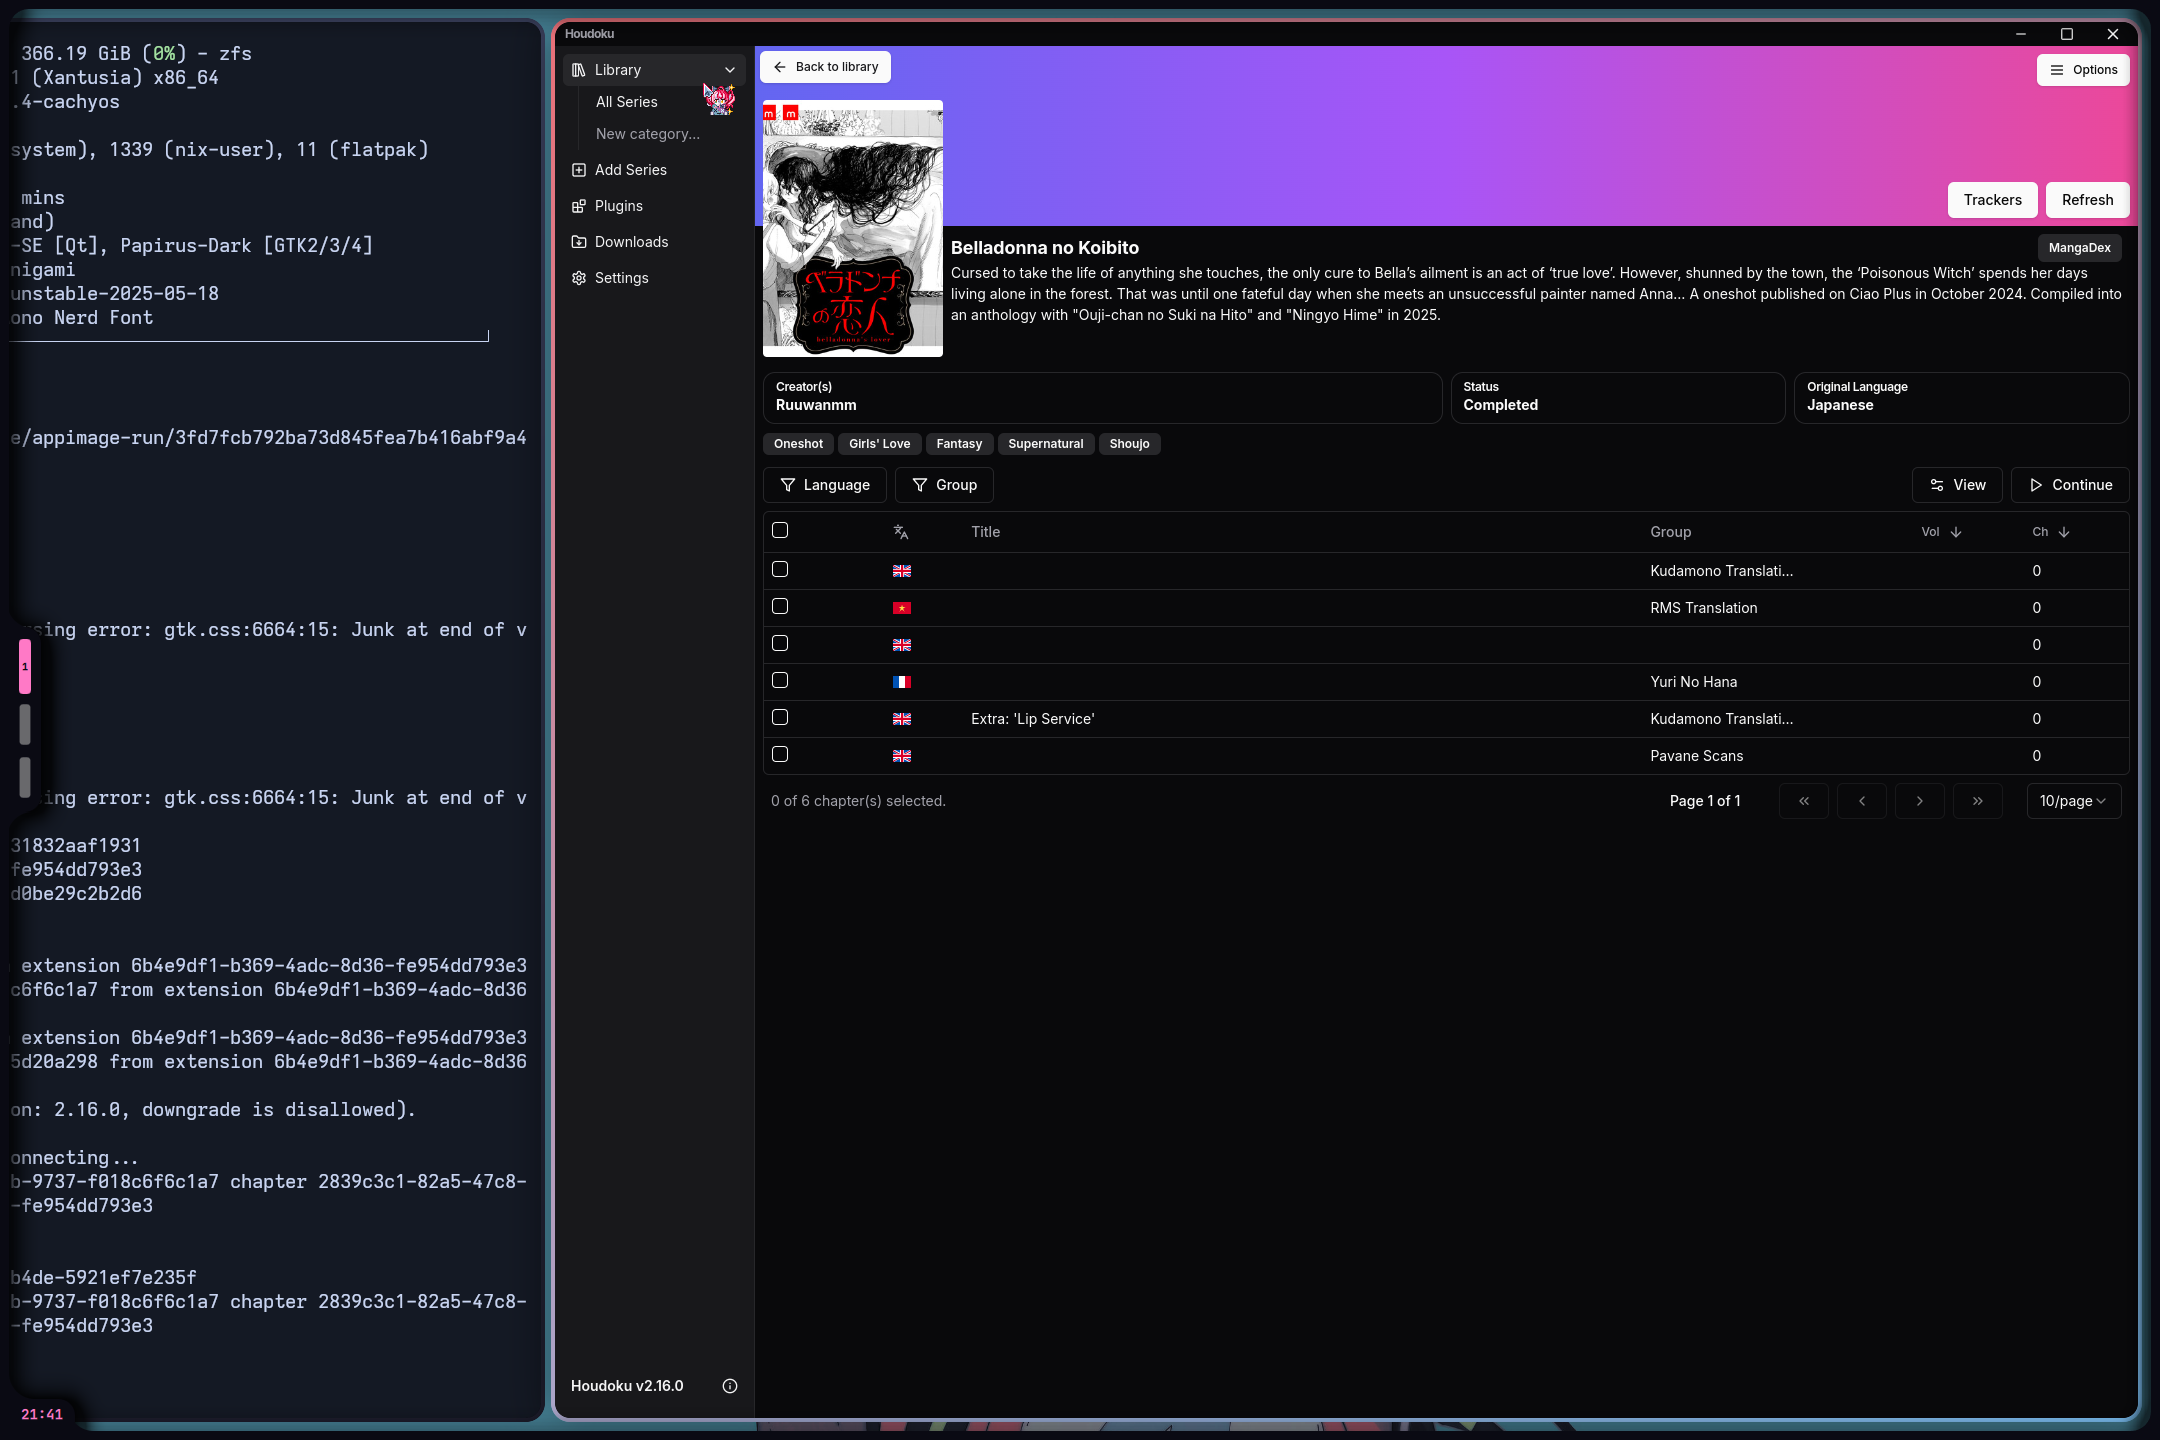 366.19 GiB (0%) - zfs
1 (Xantusia) x86_64
.4-cachyos
system), 1339 (nix-user), 11 (flatpak)
mins
and)
-SE [Qt], Papirus-Dark [GTK2/3/4]
nigami
unstable-2025-05-18
ono Nerd Font
e/appimage-run/3fd7fcb792ba73d845fea7b416abf9a4
sing error: gtk.css:6664:15: Junk at end of v
1
sing error: gtk.css:6664:15: Junk at end of v
31832aaf1931
fe954dd793e3
d0be29c2b2d6
extension 6b4e9df1-b369-4adc-8d36-fe954dd793e3
c6f6c1a7 from extension 6b4e9df1-b369-4adc-8d36
extension 6b4e9df1-b369-4adc-8d36-fe954dd793e3
5d20a298 from extension 6b4e9df1-b369-4adc-8d36
on: 2.16.0, downgrade is disallowed).
onnecting...
b-9737-f018c6f6c1a7 chapter 2839c3c1-82a5-47c8-
-fe954dd793e3
b4de-5921ef7e235f
b-9737-f018c6f6c1a7 chapter 2839c3c1-82a5-47c8-
-fe954dd793e3
21:41
Houdoku
Library
All Series
New category...
Add Series
Plugins
Downloads
Settings
Houdoku v2.16.0
Back to library
Options
Trackers
Refresh
m m
ベラドンナ
の恋人
belladonna's lover
Belladonna no Koibito
MangaDex
Cursed to take the life of anything she touches, the only cure to Bella’s ailment is an act of ‘true love’. However, shunned by the town, the ‘Poisonous Witch’ spends her days
living alone in the forest. That was until one fateful day when she meets an unsuccessful painter named Anna... A oneshot published on Ciao Plus in October 2024. Compiled into
an anthology with "Ouji-chan no Suki na Hito" and "Ningyo Hime" in 2025.
Creator(s)
Ruuwanmm
Status
Completed
Original Language
Japanese
Oneshot Girls' Love Fantasy Supernatural Shoujo
Language Group View Continue
Title Group Vol Ch
Kudamono Translati... 0
RMS Translation 0
0
Yuri No Hana 0
Extra: 'Lip Service' Kudamono Translati... 0
Pavane Scans 0
0 of 6 chapter(s) selected.
Page 1 of 1
10/page